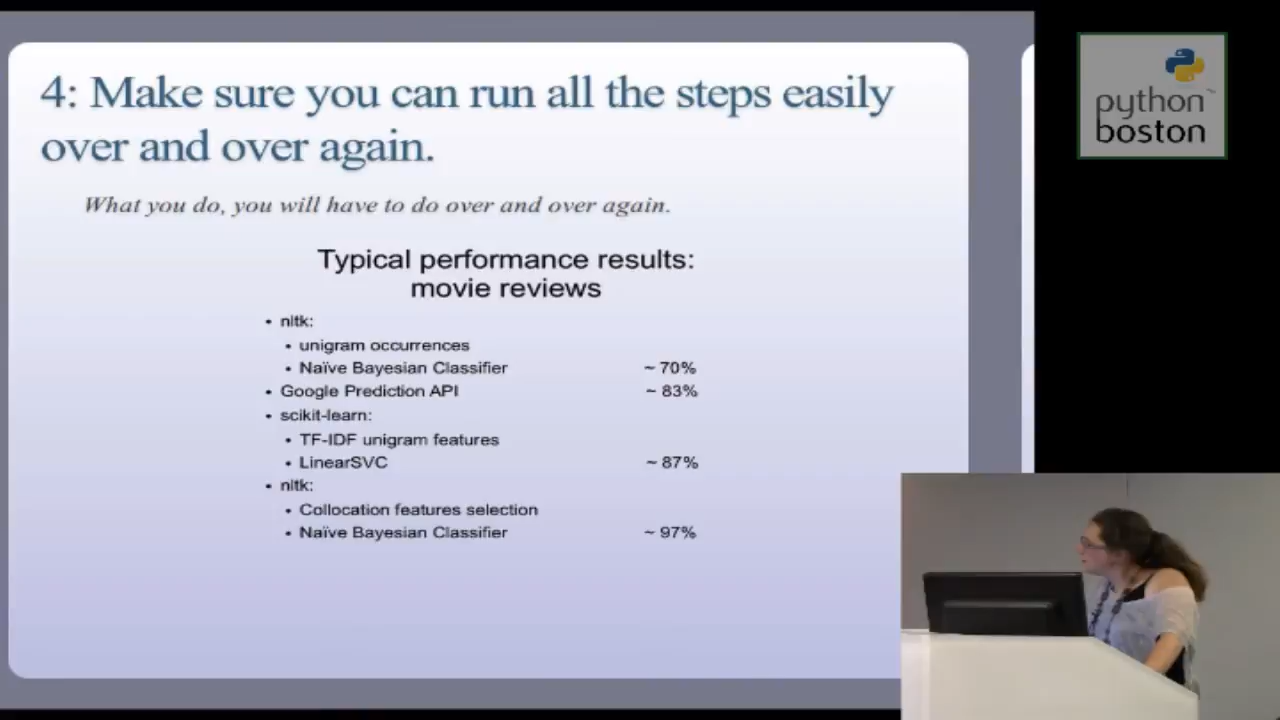 4: Make sure you can run all the steps easily
over and over again.
What you do, you will have to do over and over again.
Typical performance results:
movie reviews
• nltk:
• unigram occurrences
• Naïve Bayesian Classifier ~ 70%
• Google Prediction API ~ 83%
• scikit-learn:
• TF-IDF unigram features
• LinearSVC ~ 87%
• nltk:
• Collocation features selection
• Naïve Bayesian Classifier ~ 97%
python™
boston